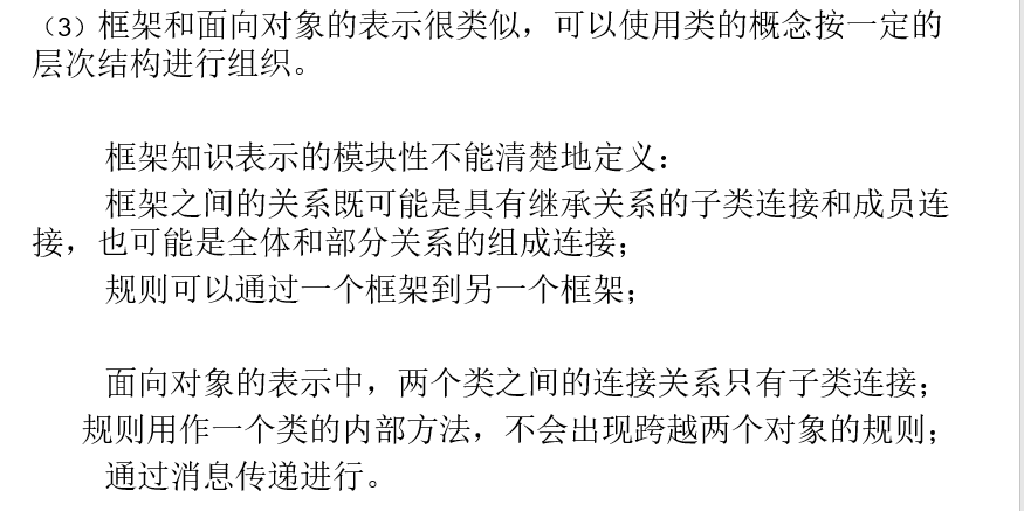 （3）框架和面向对象的表示很类似，可以使用类的概念按一定的
层次结构进行组织。
框架知识表示的模块性不能清楚地定义：
框架之间的关系既可能是具有继承关系的子类连接和成员连
接，也可能是全体和部分关系的组成连接；
规则可以通过一个框架到另一个框架；
面向对象的表示中，两个类之间的连接关系只有子类连接；
规则用作一个类的内部方法，不会出现跨越两个对象的规则；
通过消息传递进行。